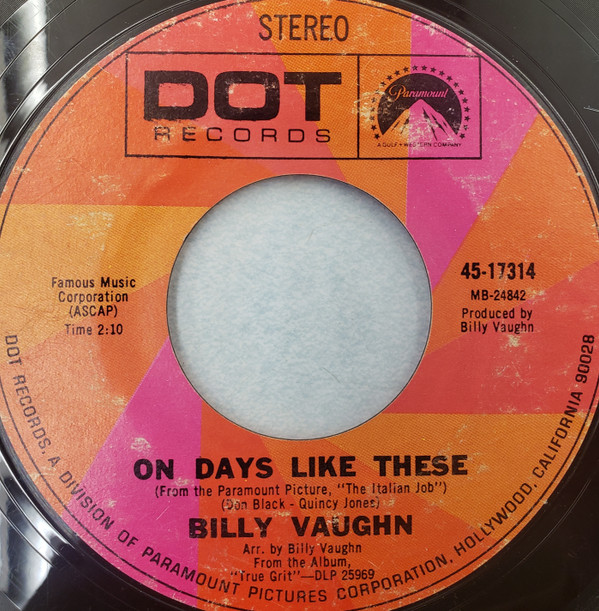 STEREO
DOT
RECORDS
Paramount
A GULF + WESTERN COMPANY
Famous Music
Corporation
(ASCAP)
Time 2:10
45-17314
MB-24842
Produced by
Billy Vaughn
ON DAYS LIKE THESE
(From the Paramount Picture, "The Italian Job")
(Don Black - Quincy Jones)
BILLY VAUGHN
Arr. by Billy Vaughn
From the Album,
"True Grit"—DLP 25969
DOT RECORDS, A DIVISION OF PARAMOUNT PICTURES CORPORATION, HOLLYWOOD, CALIFORNIA 90028